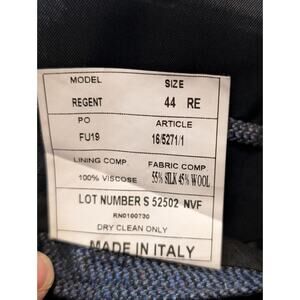 MODEL SIZE
REGENT 44 RE
PO ARTICLE
FU19 16/5271/1
LINING COMP. FABRIC COMP
100% VISCOSE 55% SILK 45% WOOL
LOT NUMBER S 52502 NVF
RN0100730
DRY CLEAN ONLY
MADE IN ITALY